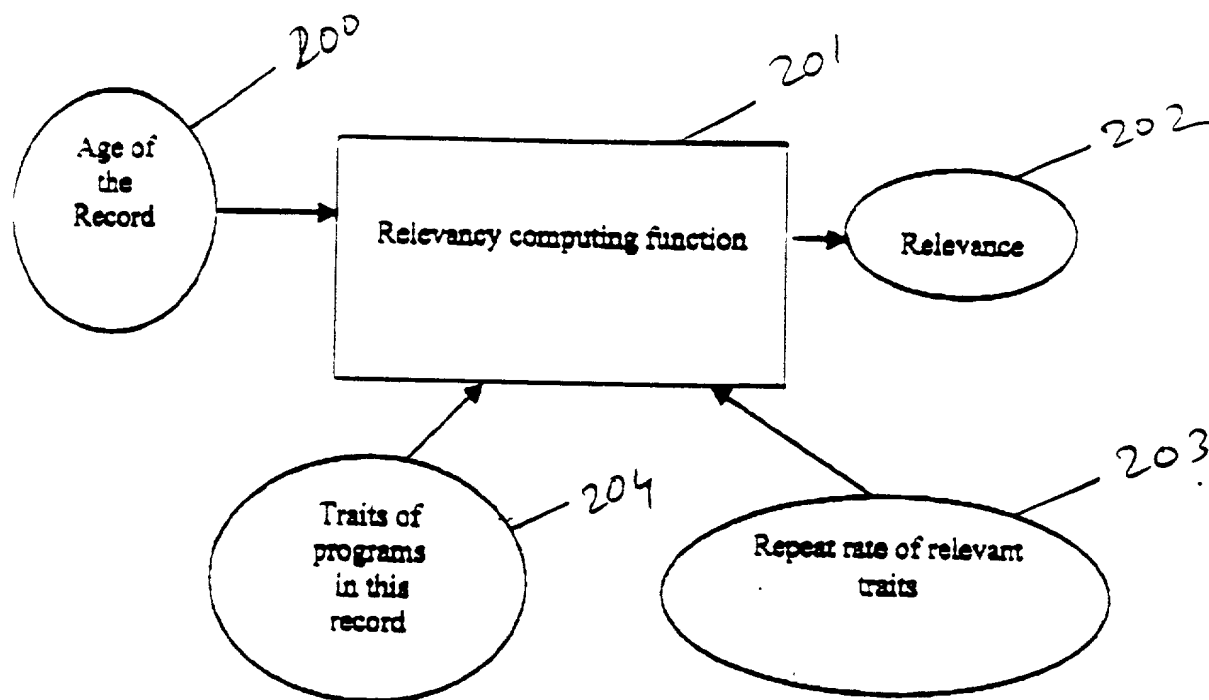 200
201
202
Age of
the
Record
Relevancy computing function
Relevance
204
203
Traits of
programs
in this
record
Repeat rate of relevant
traits